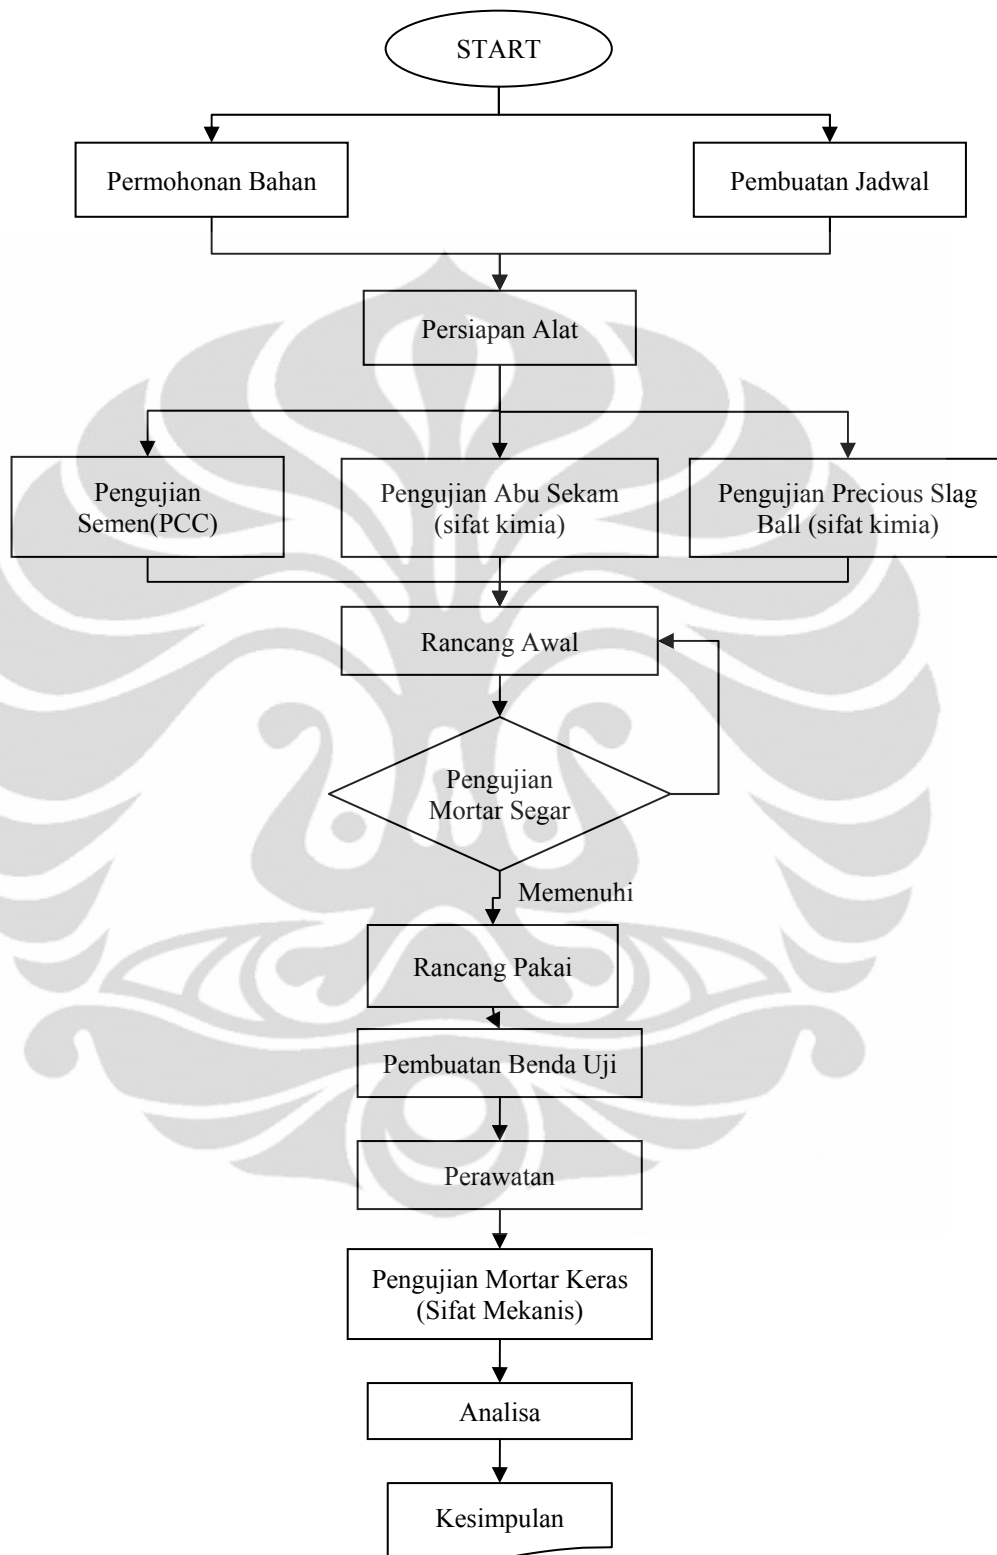 START
Permohonan Bahan
Pembuatan Jadwal
Persiapan Alat
Pengujian
Semen(PCC)
Pengujian Abu Sekam
(sifat kimia)
Pengujian Precious Slag
Ball (sifat kimia)
Rancang Awal
Pengujian
Mortar Segar
Memenuhi
Rancang Pakai
Pembuatan Benda Uji
Perawatan
Pengujian Mortar Keras
(Sifat Mekanis)
Analisa
Kesimpulan